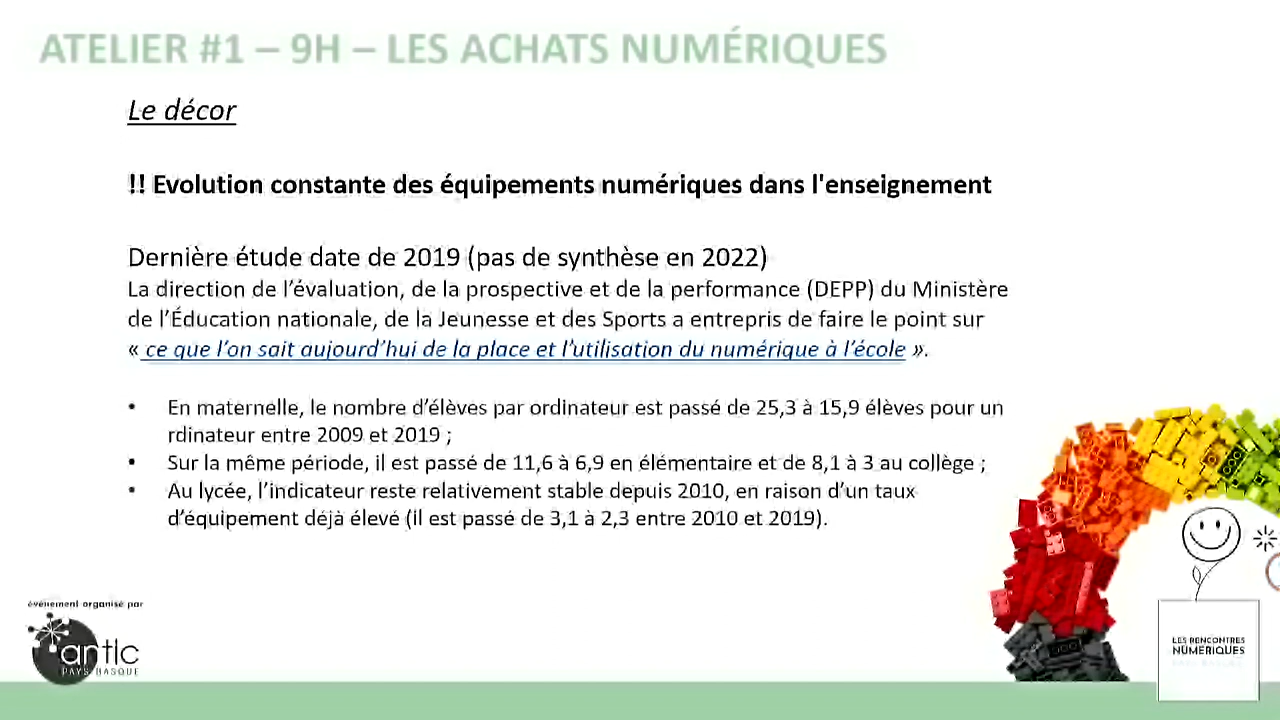 ATELIER #1 – 9H – LES ACHATS NUMÉRIQUES
Le décor
!! Evolution constante des équipements numériques dans l'enseignement
Dernière étude date de 2019 (pas de synthèse en 2022)
La direction de l’évaluation, de la prospective et de la performance (DEPP) du Ministère
de l’Éducation nationale, de la Jeunesse et des Sports a entrepris de faire le point sur
« ce que l’on sait aujourd’hui de la place et l’utilisation du numérique à l’école ».
• En maternelle, le nombre d’élèves par ordinateur est passé de 25,3 à 15,9 élèves pour un
rdinateur entre 2009 et 2019 ;
• Sur la même période, il est passé de 11,6 à 6,9 en élémentaire et de 8,1 à 3 au collège ;
• Au lycée, l’indicateur reste relativement stable depuis 2010, en raison d’un taux
d’équipement déjà élevé (il est passé de 3,1 à 2,3 entre 2010 et 2019).
événement organisé par
antic
PAYS BASQUE
LES RENCONTRES
NUMÉRIQUES